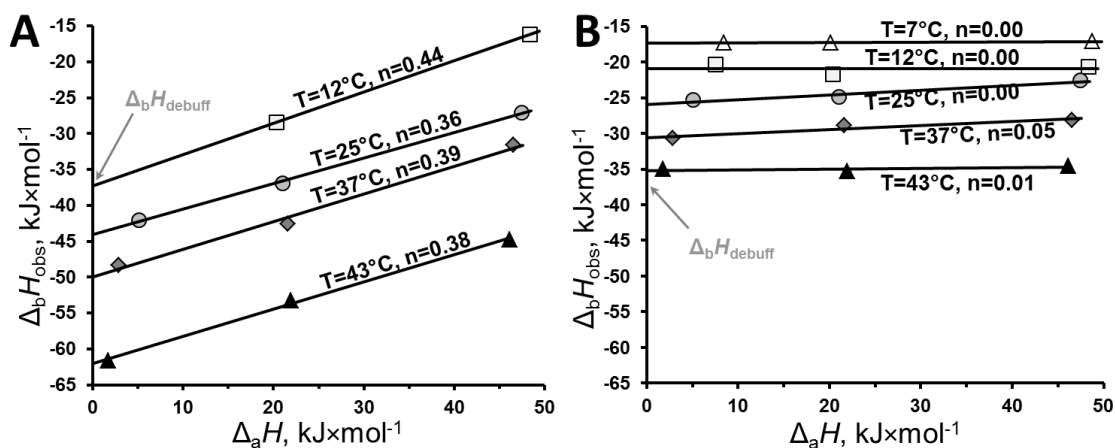 A
-15
-20
-25
-30
-35
-40
-45
-50
-55
-60
-65
ΔbHobs, kJ×mol-1
ΔbHdebuff
T=12°C, n=0.44
T=25°C, n=0.36
T=37°C, n=0.39
T=43°C, n=0.38
0 10 20 30 40 50
ΔaH, kJ×mol-1
B
-15
-20
-25
-30
-35
-40
-45
-50
-55
-60
-65
ΔbHobs, kJ×mol-1
T=7°C, n=0.00
T=12°C, n=0.00
T=25°C, n=0.00
T=37°C, n=0.05
T=43°C, n=0.01
ΔbHdebuff
0 10 20 30 40 50
ΔaH, kJ×mol-1